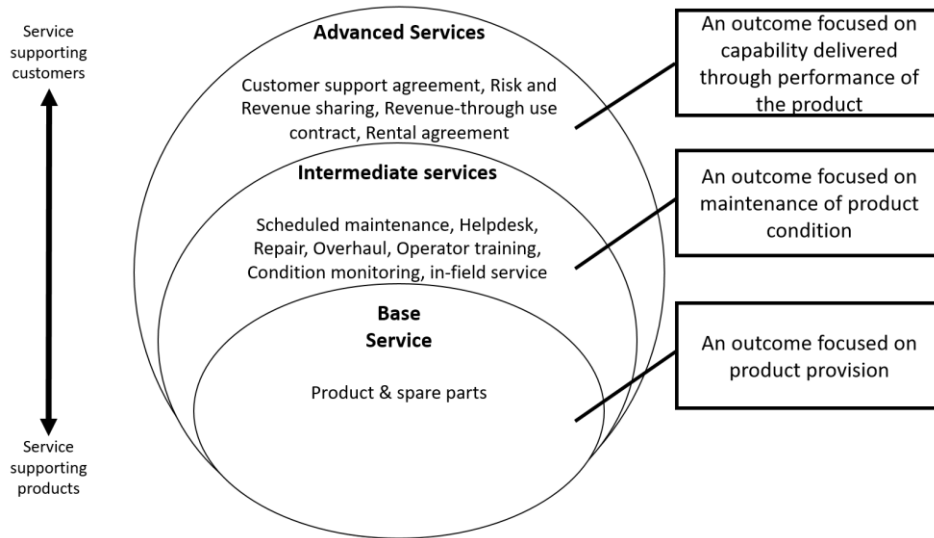 Service
supporting
customers
Service
supporting
products
Advanced Services
Customer support agreement, Risk and
Revenue sharing, Revenue-through use
contract, Rental agreement
Intermediate services
Scheduled maintenance, Helpdesk,
Repair, Overhaul, Operator training,
Condition monitoring, in-field service
Base
Service
Product & spare parts
An outcome focused on
capability delivered
through performance of
the product
An outcome focused on
maintenance of product
condition
An outcome focused on
product provision